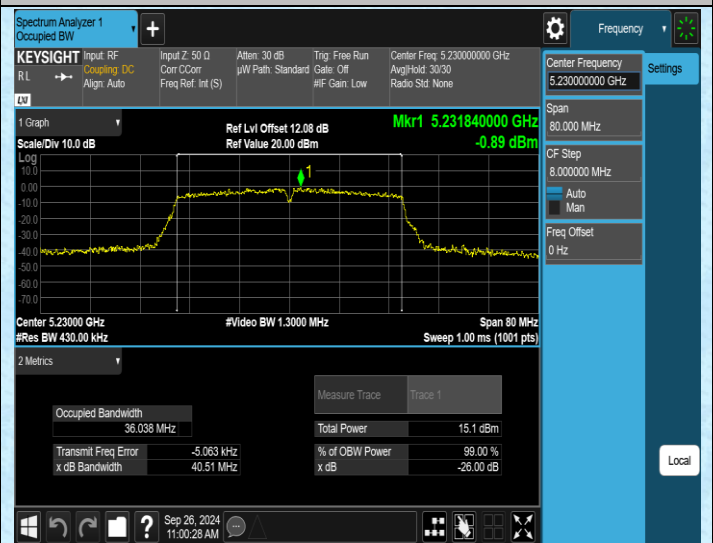 Spectrum Analyzer 1
Occupied BW
+
Frequency
KEYSIGHT
RL
LXI
Input: RF
Coupling: DC
Align: Auto
Input Z: 50 Ω
Corr CCorr
Freq Ref: Int (S)
Atten: 30 dB
µW Path: Standard
Trig: Free Run
Gate: Off
#IF Gain: Low
Center Freq: 5.230000000 GHz
Avg|Hold: 30/30
Radio Std: None
Center Frequency
5.230000000 GHz
Settings
Span
80.000 MHz
CF Step
8.000000 MHz
Auto
Man
Freq Offset
0 Hz
1 Graph
Scale/Div 10.0 dB
Ref Lvl Offset 12.08 dB
Ref Value 20.00 dBm
Mkr1 5.231840000 GHz
-0.89 dBm
Log
10.0
0.00
-10.0
-20.0
-30.0
-40.0
-50.0
-60.0
-70.0
1
Center 5.23000 GHz
#Res BW 430.00 kHz
#Video BW 1.3000 MHz
Span 80 MHz
Sweep 1.00 ms (1001 pts)
2 Metrics
Measure Trace
Trace 1
Occupied Bandwidth
36.038 MHz
Total Power
15.1 dBm
Transmit Freq Error
-5.063 kHz
% of OBW Power
99.00 %
x dB Bandwidth
40.51 MHz
x dB
-26.00 dB
Local
?
Sep 26, 2024
11:00:28 AM